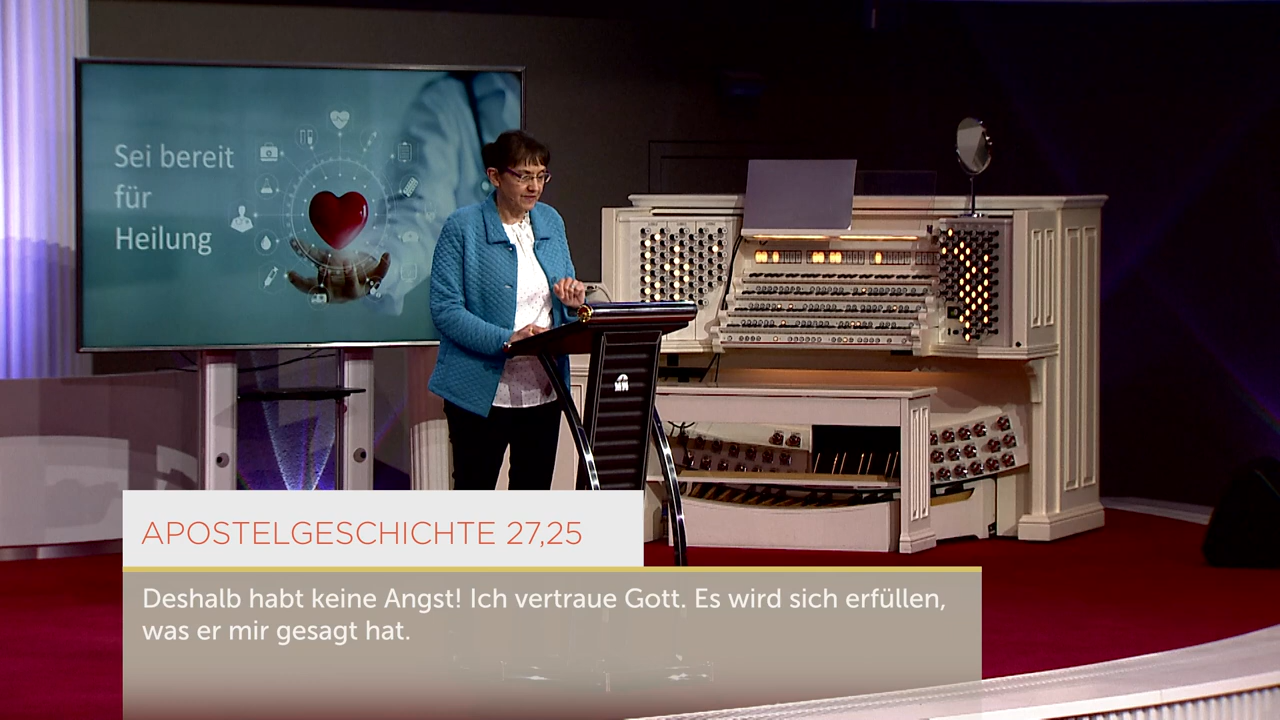 Sei bereit
für
Heilung
APOSTELGESCHICHTE 27,25
Deshalb habt keine Angst! Ich vertraue Gott. Es wird sich erfüllen,
was er mir gesagt hat.